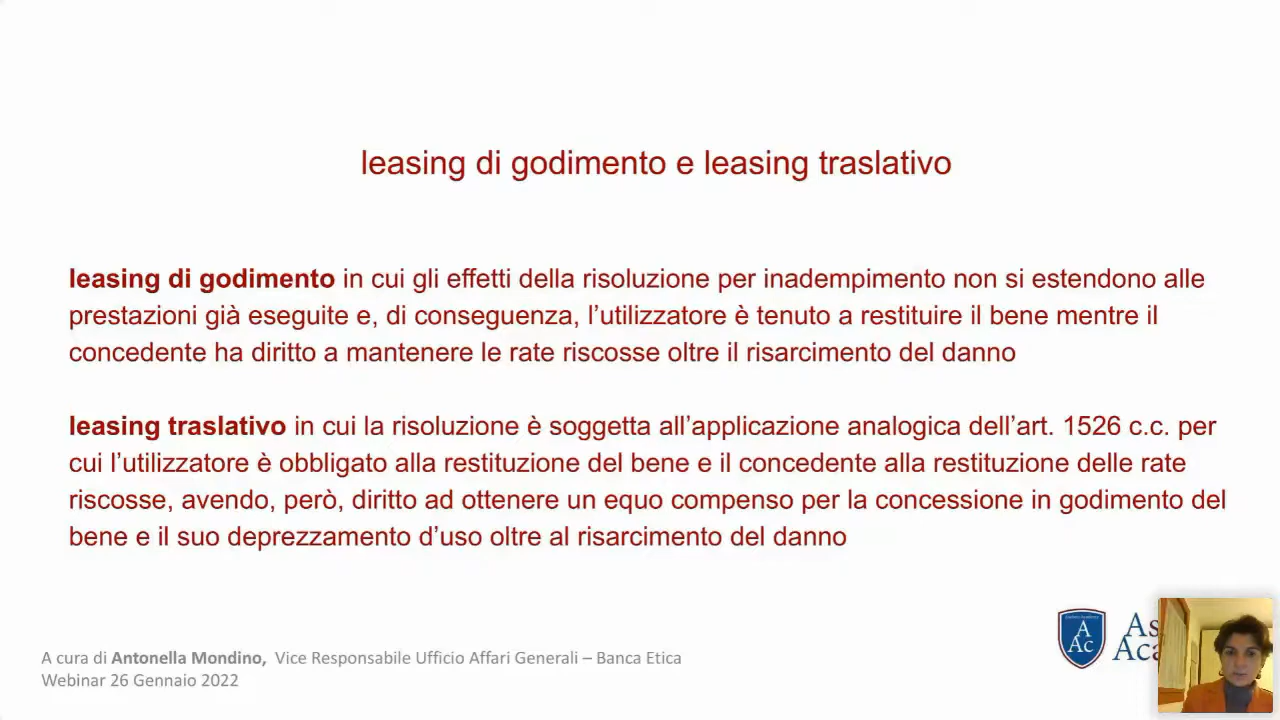 leasing di godimento e leasing traslativo
leasing di godimento in cui gli effetti della risoluzione per inadempimento non si estendono alle
prestazioni già eseguite e, di conseguenza, l’utilizzatore è tenuto a restituire il bene mentre il
concedente ha diritto a mantenere le rate riscosse oltre il risarcimento del danno
leasing traslativo in cui la risoluzione è soggetta all’applicazione analogica dell’art. 1526 c.c. per
cui l’utilizzatore è obbligato alla restituzione del bene e il concedente alla restituzione delle rate
riscosse, avendo, però, diritto ad ottenere un equo compenso per la concessione in godimento del
bene e il suo deprezzamento d’uso oltre al risarcimento del danno
A cura di Antonella Mondino, Vice Responsabile Ufficio Affari Generali – Banca Etica
Webinar 26 Gennaio 2022
A
Ac